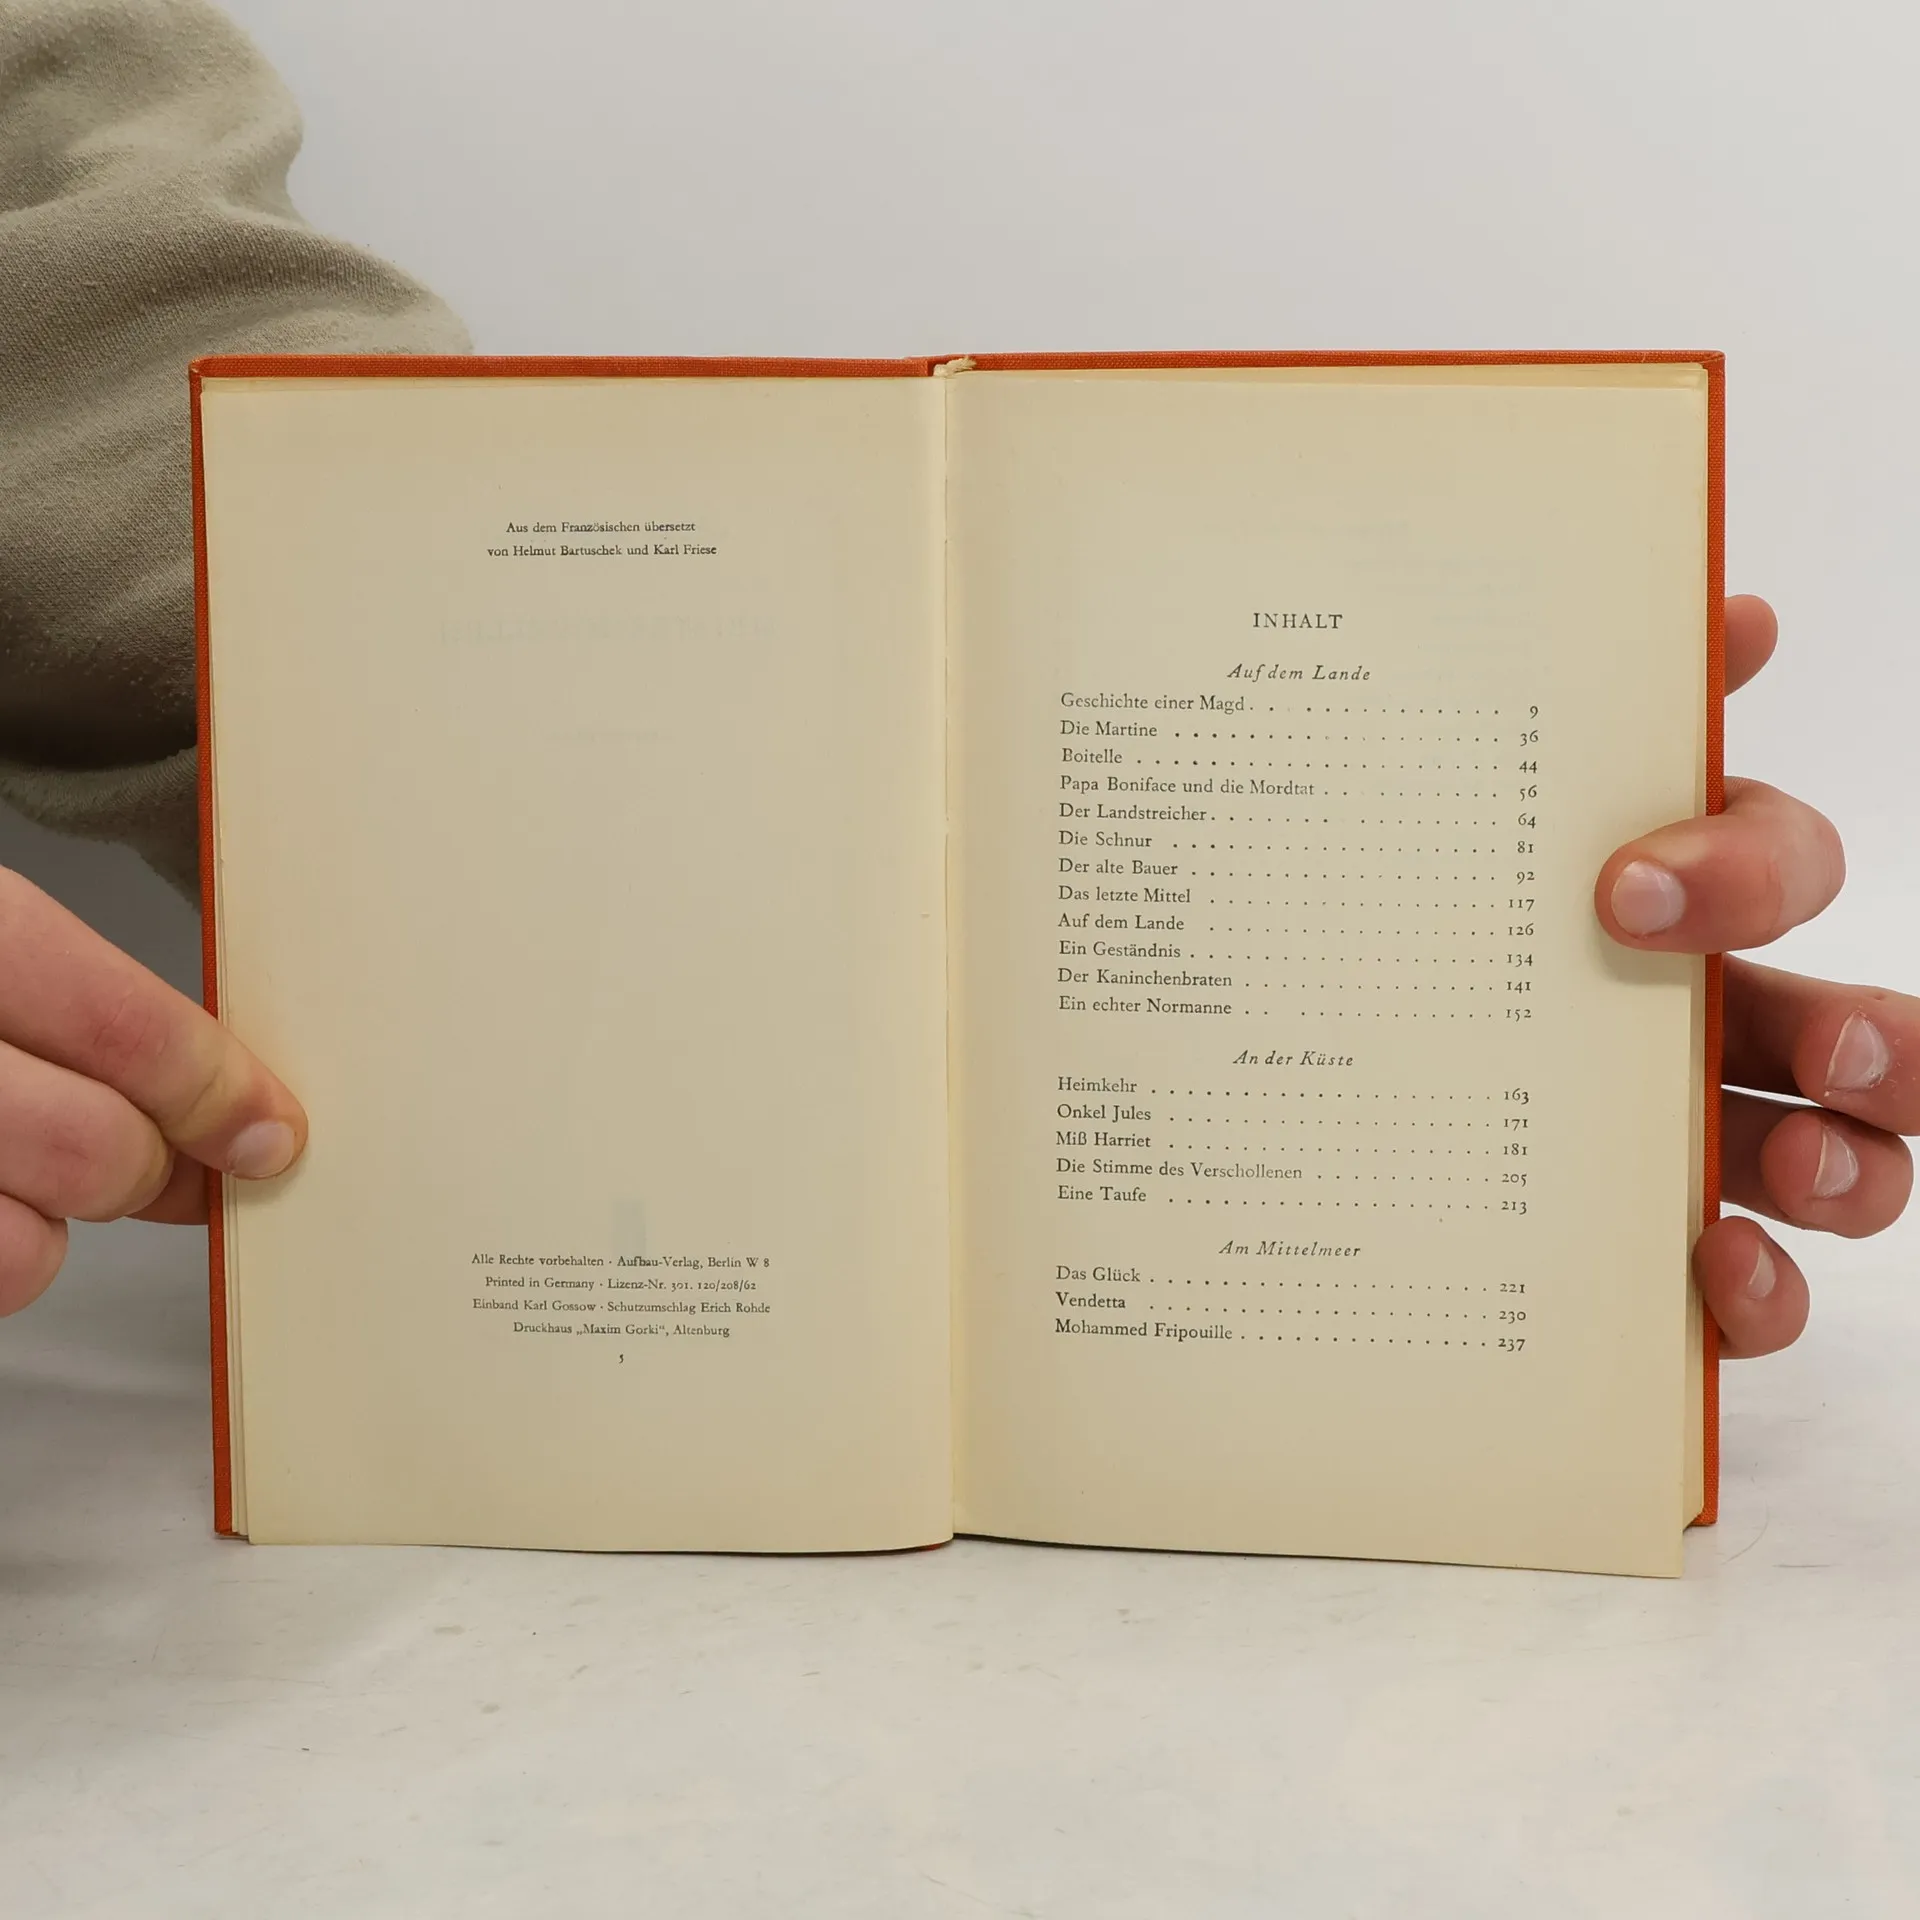 Aus dem Französischen übersetzt
von Helmut Bartuschek und Karl Friese
Alle Rechte vorbehalten · Aufbau-Verlag, Berlin W 8
Printed in Germany · Lizenz-Nr. 301. 120/208/62
Einband Karl Gossow · Schutzumschlag Erich Rohde
Druckhaus „Maxim Gorki“, Altenburg
5
INHALT
Auf dem Lande
Geschichte einer Magd . . . . . . . . . . . . . 9
Die Martine . . . . . . . . . . . . . . . . . . 36
Boitelle . . . . . . . . . . . . . . . . . . . . 44
Papa Boniface und die Mordtat . . . . . . . . . 56
Der Landstreicher . . . . . . . . . . . . . . . 64
Die Schnur . . . . . . . . . . . . . . . . . . 81
Der alte Bauer . . . . . . . . . . . . . . . . . 92
Das letzte Mittel . . . . . . . . . . . . . . . . 117
Auf dem Lande . . . . . . . . . . . . . . . . 126
Ein Geständnis . . . . . . . . . . . . . . . . . 134
Der Kaninchenbraten . . . . . . . . . . . . . . 141
Ein echter Normanne . . . . . . . . . . . . . 152
An der Küste
Heimkehr . . . . . . . . . . . . . . . . . . . 163
Onkel Jules . . . . . . . . . . . . . . . . . . 171
Miß Harriet . . . . . . . . . . . . . . . . . . 181
Die Stimme des Verschollenen . . . . . . . . . . 205
Eine Taufe . . . . . . . . . . . . . . . . . . 213
Am Mittelmeer
Das Glück . . . . . . . . . . . . . . . . . . . 221
Vendetta . . . . . . . . . . . . . . . . . . . 230
Mohammed Fripouille . . . . . . . . . . . . . . 237